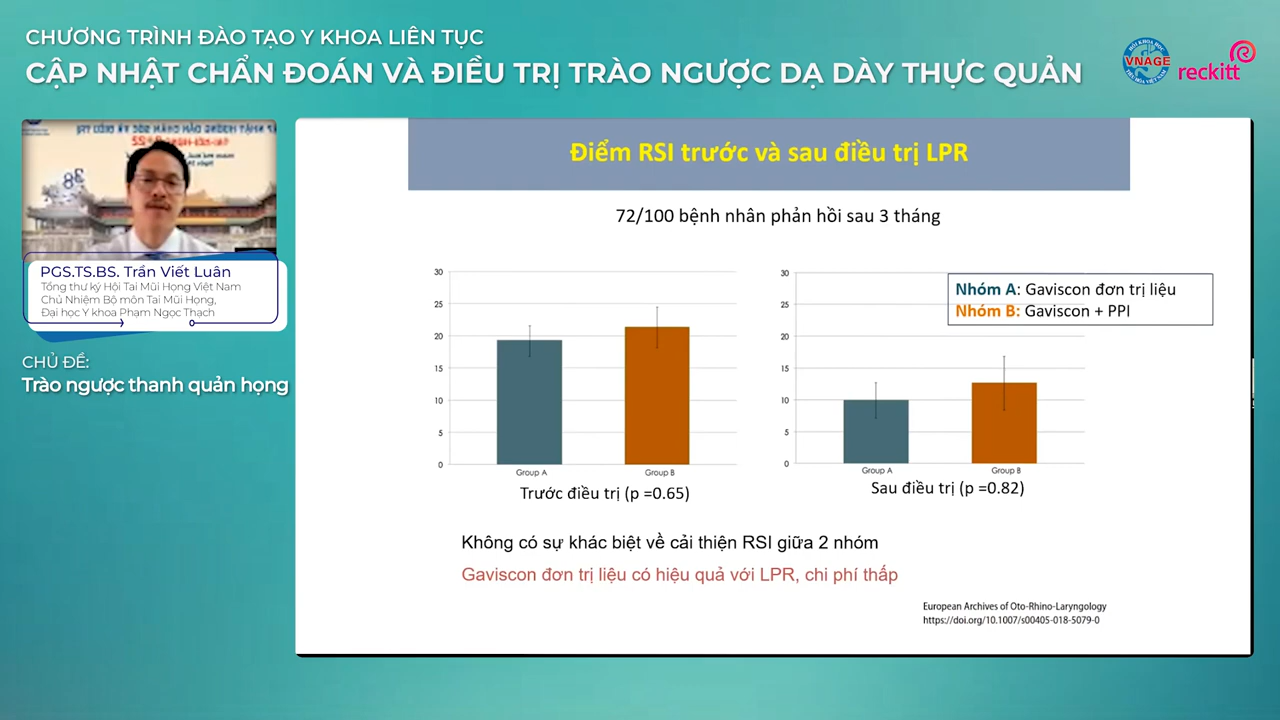 CHƯƠNG TRÌNH ĐÀO TẠO Y KHOA LIÊN TỤC
CẬP NHẬT CHẨN ĐOÁN VÀ ĐIỀU TRỊ TRÀO NGƯỢC DẠ DÀY THỰC QUẢN
VNAGE
reckitt
PGS.TS.BS. Trần Viết Luân
Tổng thư ký Hội Tai Mũi Họng Việt Nam
Chủ Nhiệm Bộ môn Tai Mũi Họng,
Đại học Y khoa Phạm Ngọc Thạch
CHỦ ĐỀ:
Trào ngược thanh quản họng
Điểm RSI trước và sau điều trị LPR
72/100 bệnh nhân phản hồi sau 3 tháng
30
25
20
15
10
5
0
Group A
Group B
Trước điều trị (p =0.65)
30
25
20
15
10
5
0
Group A
Group B
Sau điều trị (p =0.82)
Nhóm A: Gaviscon đơn trị liệu
Nhóm B: Gaviscon + PPI
Không có sự khác biệt về cải thiện RSI giữa 2 nhóm
Gaviscon đơn trị liệu có hiệu quả với LPR, chi phí thấp
European Archives of Oto-Rhino-Laryngology
https://doi.org/10.1007/s00405-018-5079-0